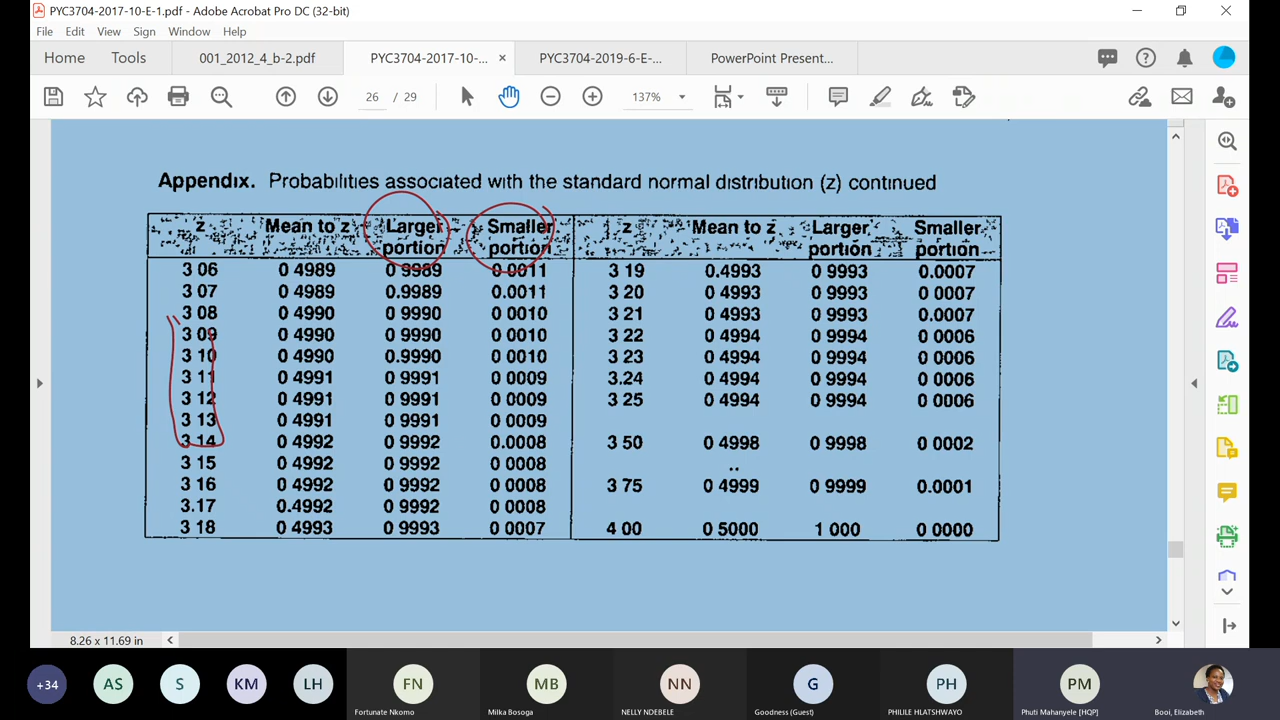 PYC3704-2017-10-E-1.pdf - Adobe Acrobat Pro DC (32-bit)
File Edit View Sign Window Help
Home Tools 001_2012_4_b-2.pdf PYC3704-2017-10-... × PYC3704-2019-6-E-... PowerPoint Present...
26 / 29 137%
Appendix. Probabilities associated with the standard normal distribution (z) continued
z Mean to z Larger portion Smaller portion z Mean to z Larger portion Smaller portion
3 06 0 4989 0 9989 0.0011 3 19 0.4993 0 9993 0.0007
3 07 0 4989 0.9989 0.0011 3 20 0 4993 0 9993 0 0007
3 08 0 4990 0 9990 0 0010 3 21 0 4993 0 9993 0.0007
3 09 0 4990 0 9990 0 0010 3 22 0 4994 0 9994 0 0006
3 10 0 4990 0.9990 0 0010 3 23 0 4994 0 9994 0 0006
3 11 0 4991 0 9991 0 0009 3.24 0 4994 0 9994 0 0006
3 12 0 4991 0 9991 0 0009 3 25 0 4994 0 9994 0 0006
3 13 0 4991 0 9991 0 0009
3 14 0 4992 0 9992 0.0008 3 50 0 4998 0 9998 0 0002
3 15 0 4992 0 9992 0 0008 ..
3 16 0 4992 0 9992 0 0008 3 75 0 4999 0 9999 0.0001
3.17 0.4992 0 9992 0 0008
3 18 0 4993 0 9993 0 0007 4 00 0 5000 1 000 0 0000
8.26 x 11.69 in
+34 AS S KM LH FN MB NN G PH PM
Fortunate Nkomo Milka Bosoga NELLY NDEBELE Goodness (Guest) PHILILE HLATSHWAYO Phuti Mahanyele [HQP] Booi, Elizabeth